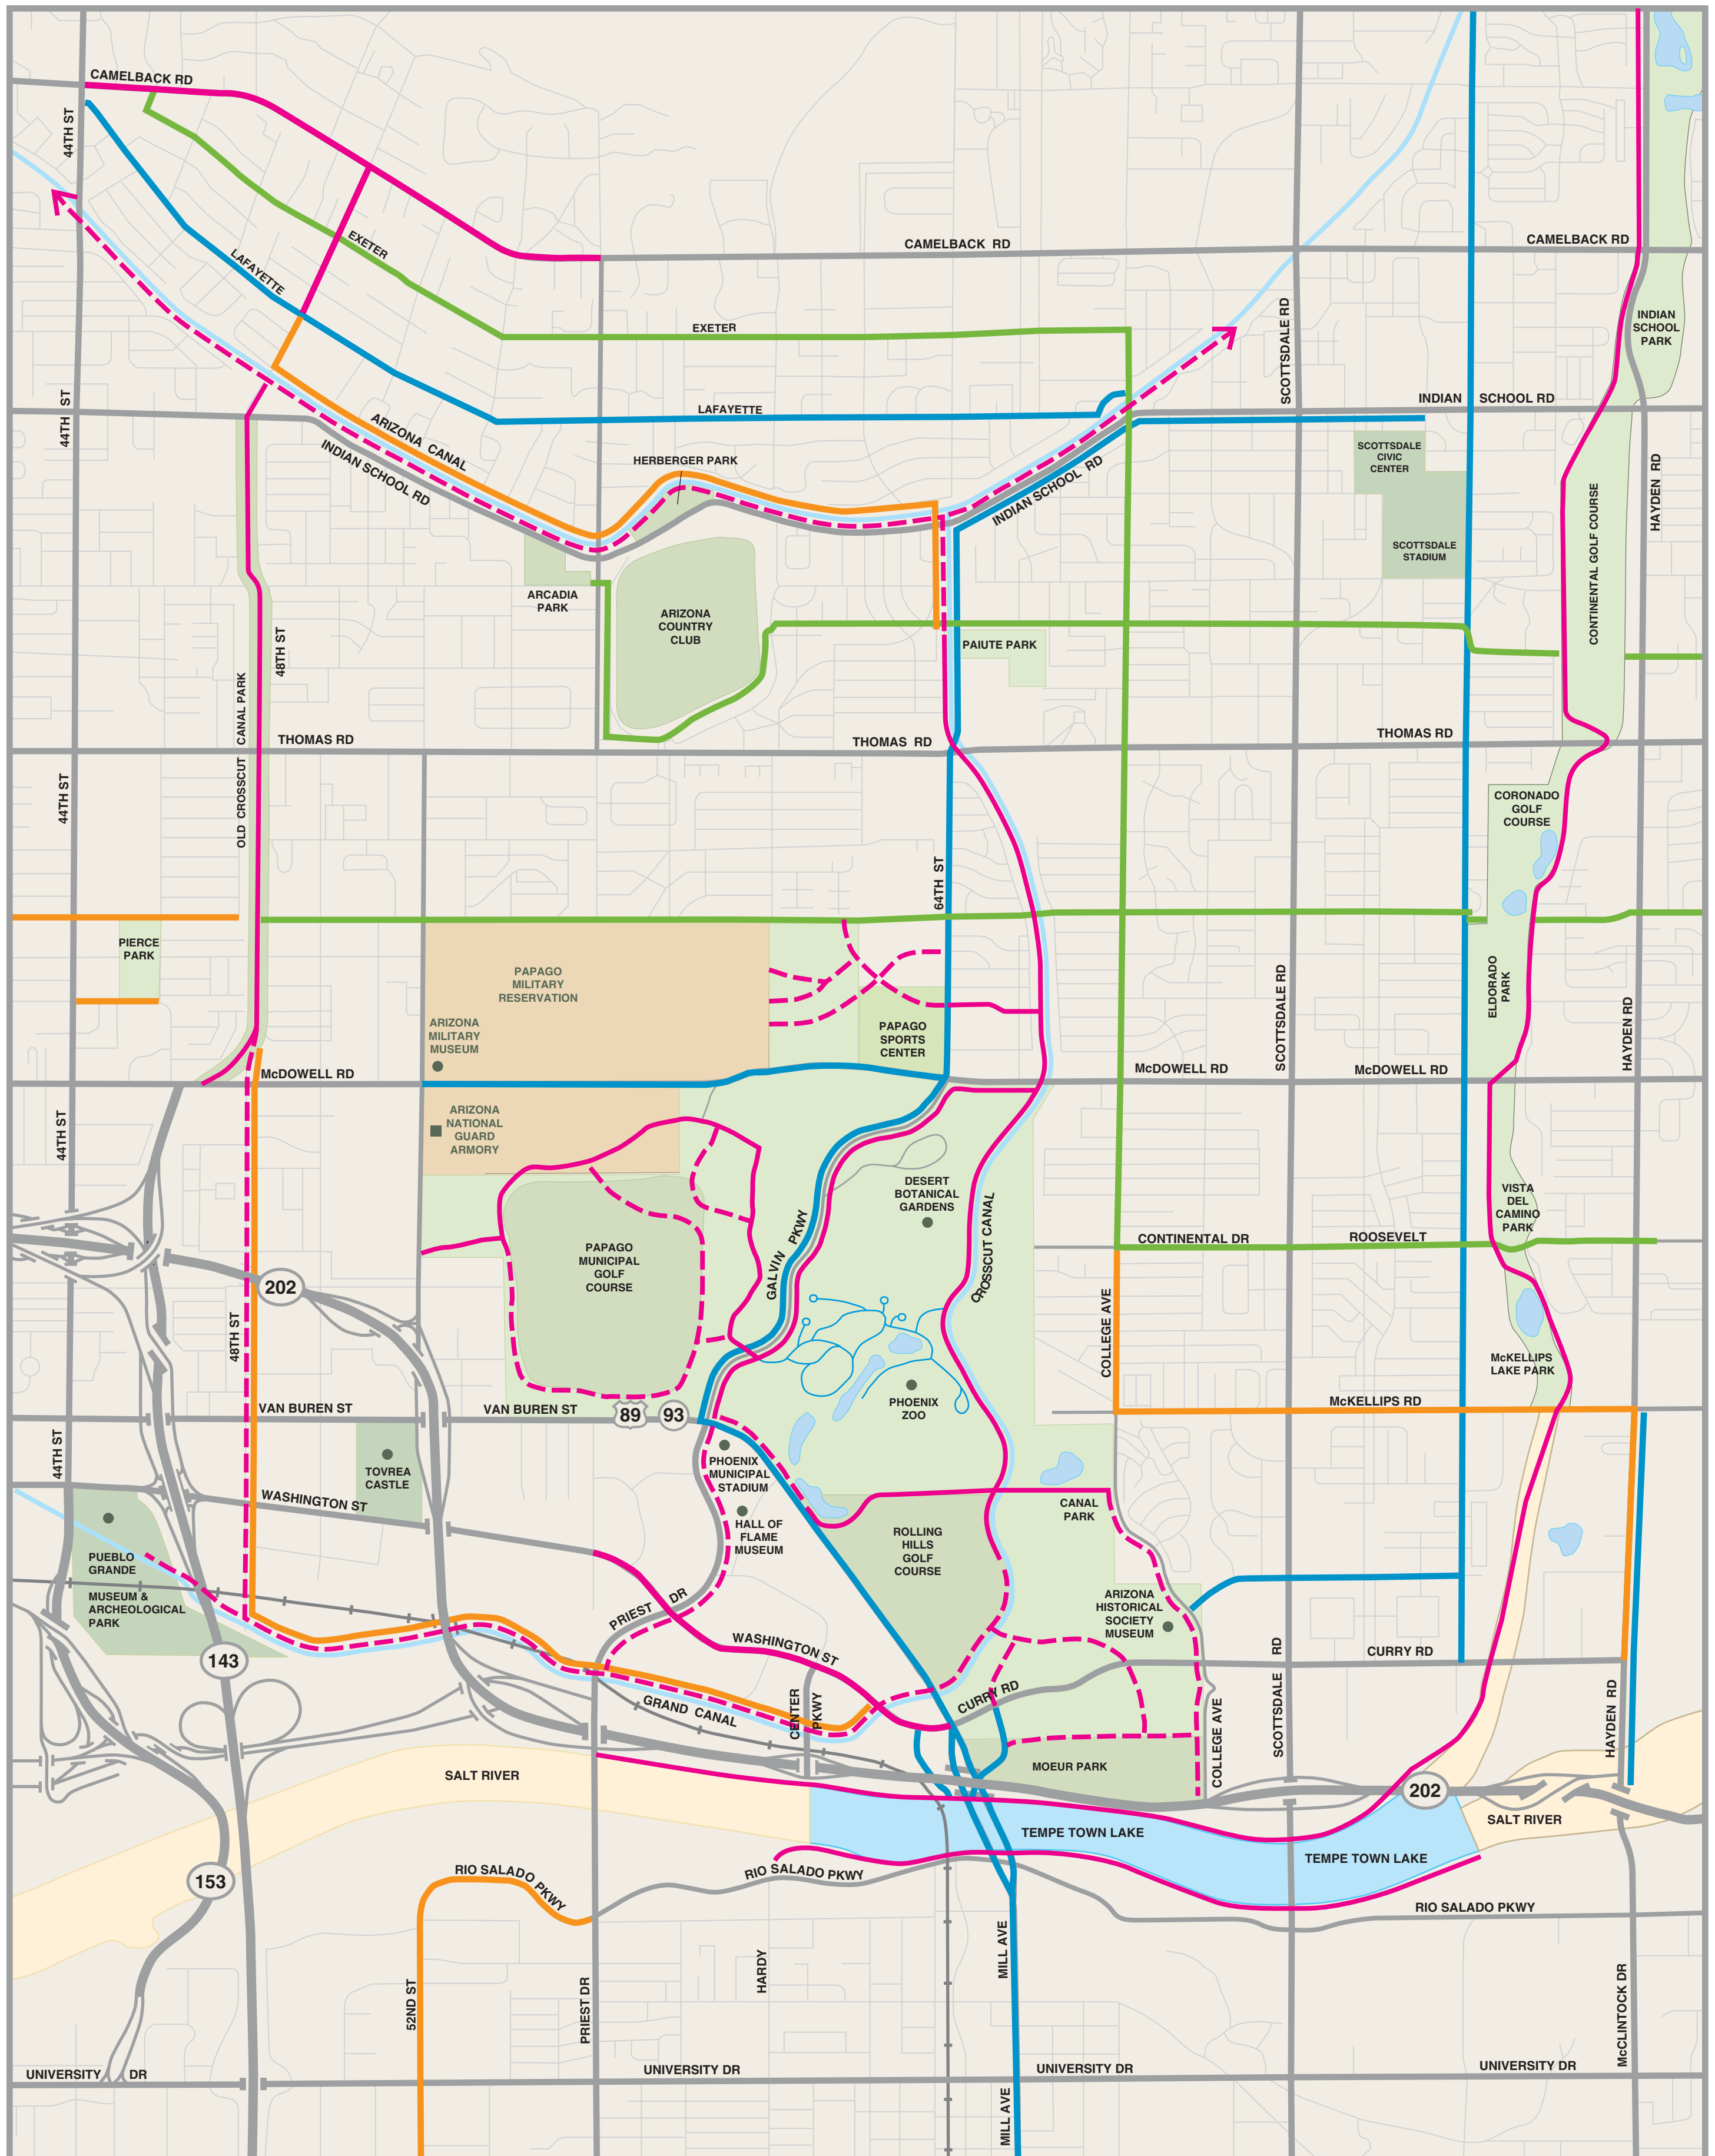 CAMELBACK RD
44TH ST
CAMELBACK RD
CAMELBACK RD
EXETER
LAFAYETTE
EXETER
INDIAN
SCHOOL
PARK
SCOTTSDALE RD
44TH ST
LAFAYETTE
INDIAN SCHOOL RD
ARIZONA CANAL
INDIAN SCHOOL RD
HERBERGER PARK
INDIAN SCHOOL RD
SCOTTSDALE
CIVIC
CENTER
SCOTTSDALE
STADIUM
CONTINENTAL GOLF COURSE
HAYDEN RD
ARCADIA
PARK
ARIZONA
COUNTRY
CLUB
PAIUTE PARK
48TH ST
OLD CROSSCUT CANAL PARK
THOMAS RD
THOMAS RD
THOMAS RD
44TH ST
64TH ST
CORONADO
GOLF
COURSE
PIERCE
PARK
PAPAGO
MILITARY
RESERVATION
ARIZONA
MILITARY
MUSEUM
PAPAGO
SPORTS
CENTER
SCOTTSDALE RD
ELDORADO
PARK
HAYDEN RD
McDOWELL RD
McDOWELL RD
McDOWELL RD
44TH ST
ARIZONA
NATIONAL
GUARD
ARMORY
DESERT
BOTANICAL
GARDENS
VISTA
DEL
CAMINO
PARK
PAPAGO
MUNICIPAL
GOLF
COURSE
GALVIN PKWY
CROSSCUT CANAL
CONTINENTAL DR
ROOSEVELT
202
48TH ST
COLLEGE AVE
McKELLIPS
LAKE PARK
PHOENIX
ZOO
McKELLIPS RD
VAN BUREN ST
VAN BUREN ST
89
93
44TH ST
TOVREA
CASTLE
PHOENIX
MUNICIPAL
STADIUM
WASHINGTON ST
CANAL
PARK
HALL OF
FLAME
MUSEUM
ROLLING
HILLS
GOLF
COURSE
PUEBLO
GRANDE
MUSEUM &
ARCHEOLOGICAL
PARK
PRIEST DR
ARIZONA
HISTORICAL
SOCIETY
MUSEUM
WASHINGTON ST
CURRY RD
143
GRAND CANAL
CENTER
PKWY
CURRY RD
COLLEGE AVE
SCOTTSDALE RD
HAYDEN RD
MOEUR PARK
SALT RIVER
202
SALT RIVER
TEMPE TOWN LAKE
TEMPE TOWN LAKE
153
RIO SALADO PKWY
RIO SALADO PKWY
RIO SALADO PKWY
52ND ST
PRIEST DR
HARDY
MILL AVE
McCLINTOCK DR
UNIVERSITY DR
UNIVERSITY DR
UNIVERSITY DR
UNIVERSITY DR
MILL AVE